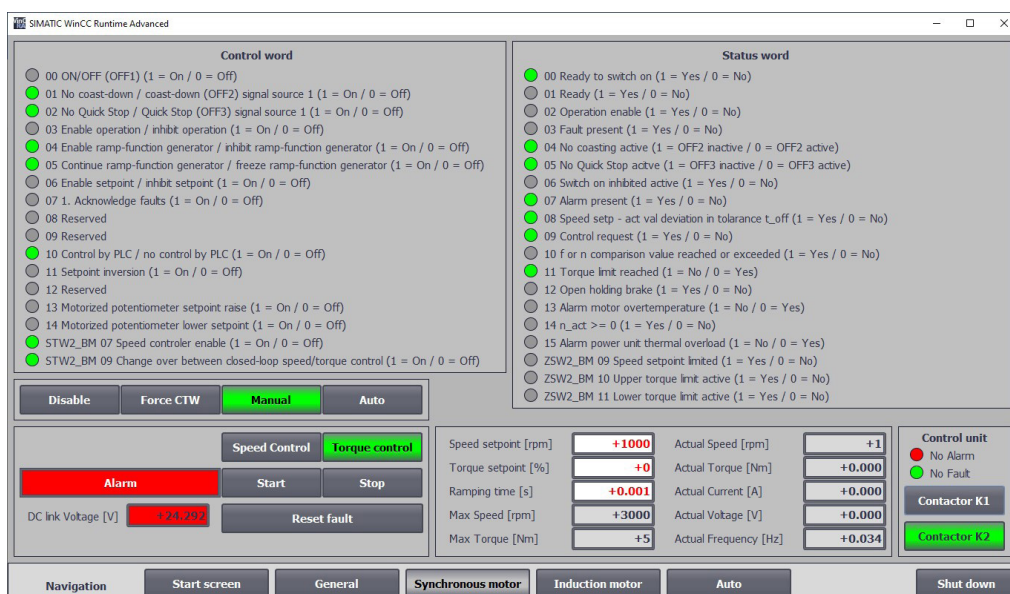 SIMATIC WinCC Runtime Advanced
Control word
00 ON/OFF (OFF1) (1 = On / 0 = Off)
01 No coast-down / coast-down (OFF2) signal source 1 (1 = On / 0 = Off)
02 No Quick Stop / Quick Stop (OFF3) signal source 1 (1 = On / 0 = Off)
03 Enable operation / inhibit operation (1 = On / 0 = Off)
04 Enable ramp-function generator / inhibit ramp-function generator (1 = On / 0 = Off)
05 Continue ramp-function generator / freeze ramp-function generator (1 = On / 0 = Off)
06 Enable setpoint / inhibit setpoint (1 = On / 0 = Off)
07 1. Acknowledge faults (1 = On / 0 = Off)
08 Reserved
09 Reserved
10 Control by PLC / no control by PLC (1 = On / 0 = Off)
11 Setpoint inversion (1 = On / 0 = Off)
12 Reserved
13 Motorized potentiometer setpoint raise (1 = On / 0 = Off)
14 Motorized potentiometer lower setpoint (1 = On / 0 = Off)
STW2_BM 07 Speed controler enable (1 = On / 0 = Off)
STW2_BM 09 Change over between closed-loop speed/torque control (1 = On / 0 = Off)
Status word
00 Ready to switch on (1 = Yes / 0 = No)
01 Ready (1 = Yes / 0 = No)
02 Operation enable (1 = Yes / 0 = No)
03 Fault present (1 = Yes / 0 = No)
04 No coasting active (1 = OFF2 inactive / 0 = OFF2 active)
05 No Quick Stop actve (1 = OFF3 inactive / 0 = OFF3 active)
06 Switch on inhibited active (1 = Yes / 0 = No)
07 Alarm present (1 = Yes / 0 = No)
08 Speed setp - act val deviation in tolarance t_off (1 = Yes / 0 = No)
09 Control request (1 = Yes / 0 = No)
10 f or n comparison value reached or exceeded (1 = Yes / 0 = No)
11 Torque limit reached (1 = No / 0 = Yes)
12 Open holding brake (1 = Yes / 0 = No)
13 Alarm motor overtemperature (1 = No / 0 = Yes)
14 n_act >= 0 (1 = Yes / 0 = No)
15 Alarm power unit thermal overload (1 = No / 0 = Yes)
ZSW2_BM 09 Speed setpoint limited (1 = Yes / 0 = No)
ZSW2_BM 10 Upper torque limit active (1 = Yes / 0 = No)
ZSW2_BM 11 Lower torque limit active (1 = Yes / 0 = No)
Disable Force CTW Manual Auto
Speed Control Torque control
Alarm Start Stop
DC link Voltage [V] +24.292 Reset fault
Speed setpoint [rpm] +1000 Actual Speed [rpm] +1
Torque setpoint [%] +0 Actual Torque [Nm] +0.000
Ramping time [s] +0.001 Actual Current [A] +0.000
Max Speed [rpm] +3000 Actual Voltage [V] +0.000
Max Torque [Nm] +5 Actual Frequency [Hz] +0.034
Control unit
No Alarm
No Fault
Contactor K1
Contactor K2
Navigation Start screen General Synchronous motor Induction motor Auto Shut down